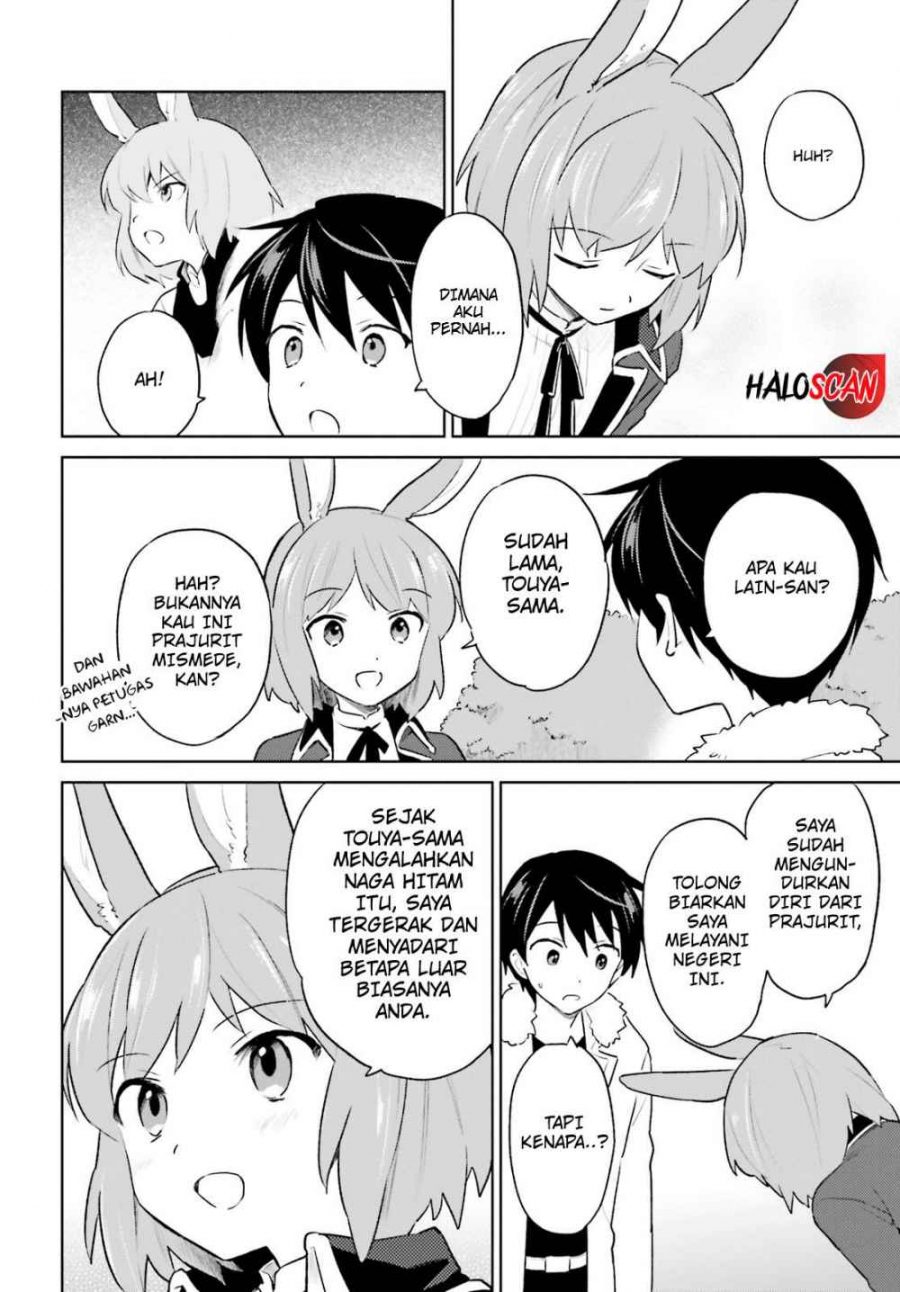 HUH?
HALOSCAN
DIMANA
AKU
PERNAH...
AH!
APA KAU
LAIN-SAN?
SUDAH
LAMA,
TOUYA-
SAMA.
HAH?
BUKANNYA
KAU INI
PRAJURIT
MISMEDE,
KAN?
DAN
BAWAHAN
-NYA PETUGAS
GARN...
SAYA
SUDAH
MENGUN-
DURKAN
DIRI DARI
PRAJURIT,
TOLONG
BIARKAN
SAYA
MELAYANI
NEGERI
INI.
TAPI
KENAPA..?
SEJAK
TOUYA-SAMA
MENGALAHKAN
NAGA HITAM
ITU, SAYA
TERGERAK DAN
MENYADARI
BETAPA LUAR
BIASANYA
ANDA.